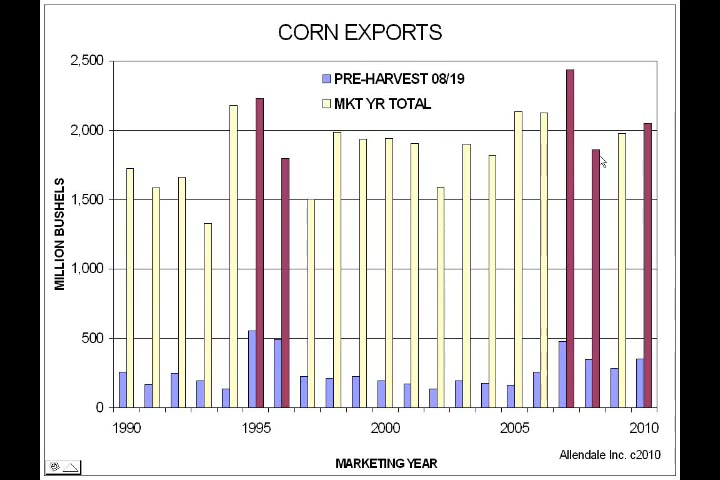 CORN EXPORTS
2,500
PRE-HARVEST 08/19
MKT YR TOTAL
2,000
1,500
1,000
500
0
MILLION BUSHELS
1990 1995 2000 2005 2010
Allendale Inc. c2010
MARKETING YEAR